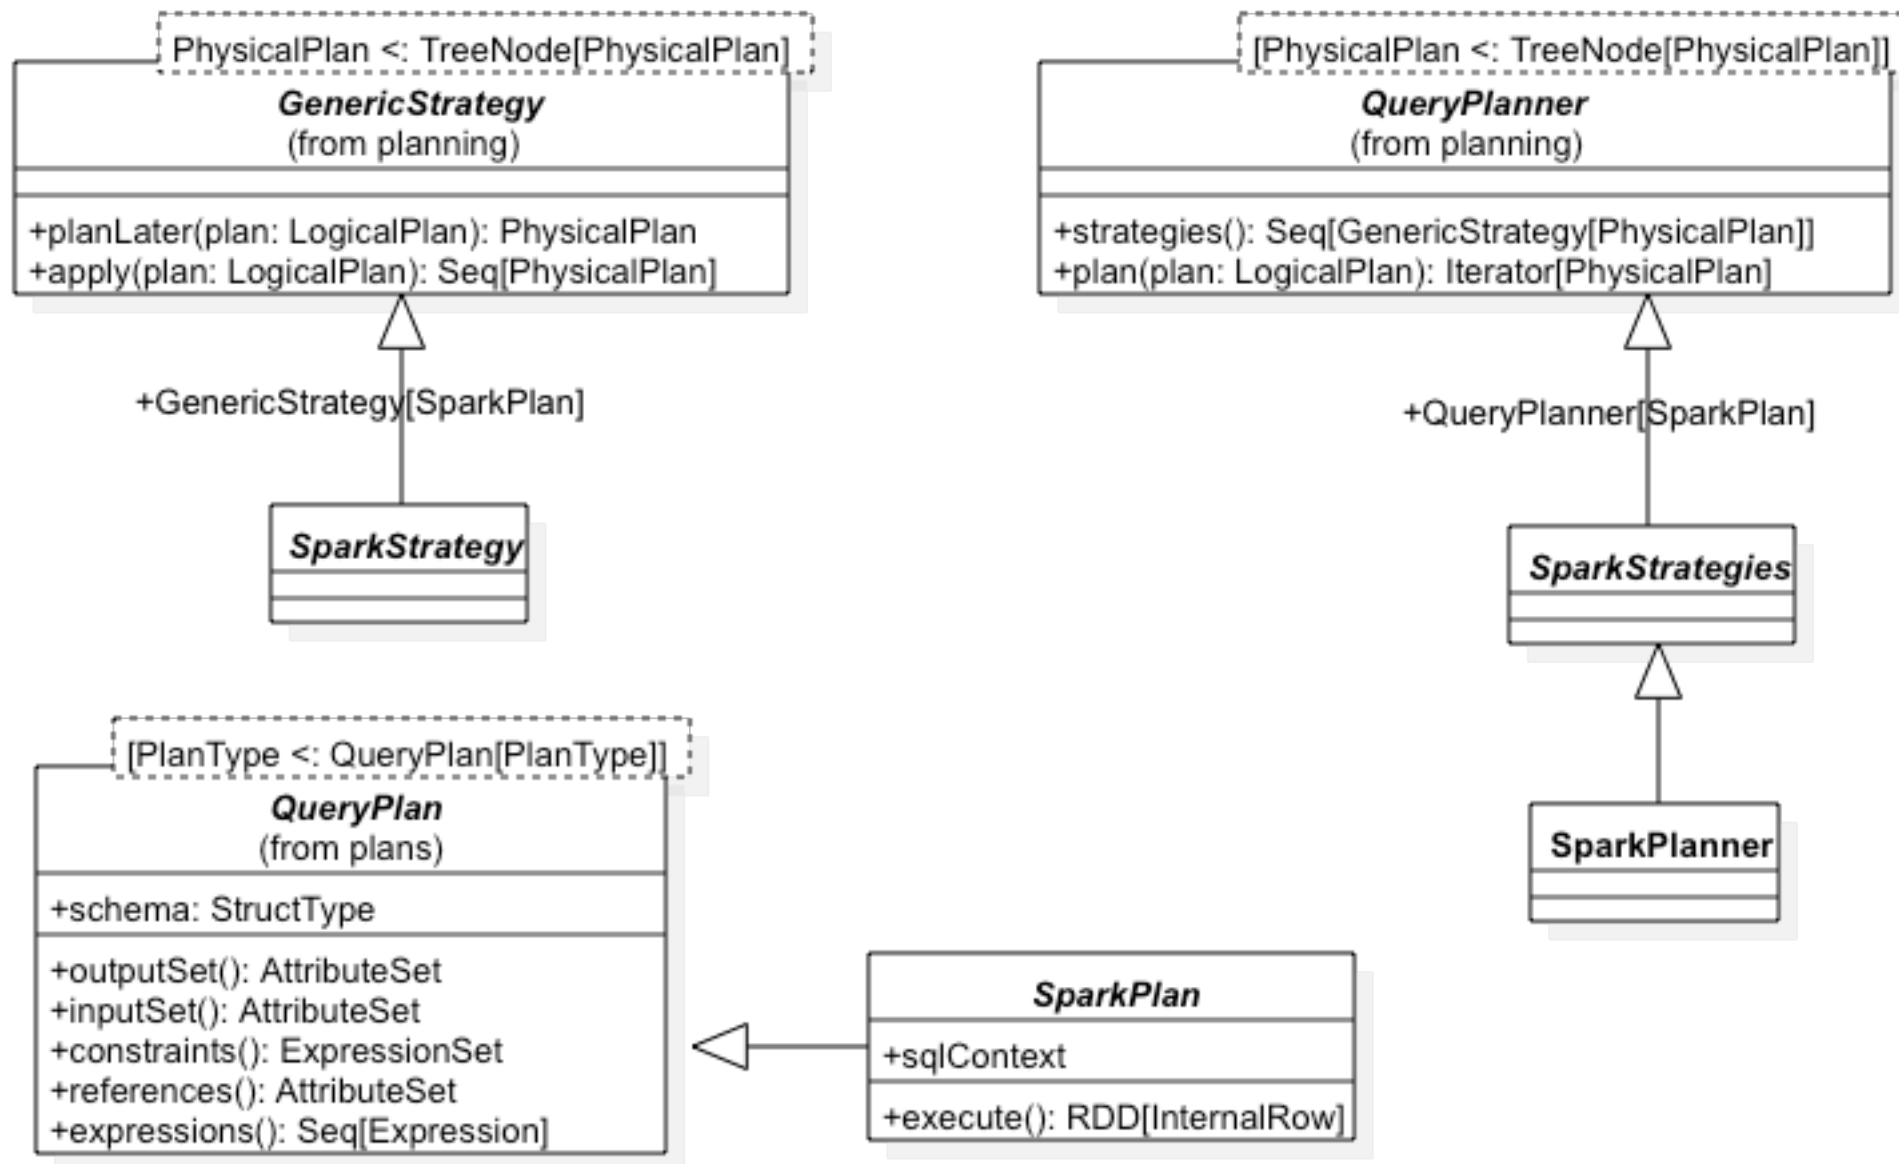 PhysicalPlan <: TreeNode[PhysicalPlan]
GenericStrategy
(from planning)
+planLater(plan: LogicalPlan): PhysicalPlan
+apply(plan: LogicalPlan): Seq[PhysicalPlan]
+GenericStrategy[SparkPlan]
SparkStrategy
[PhysicalPlan <: TreeNode[PhysicalPlan]]
QueryPlanner
(from planning)
+strategies(): Seq[GenericStrategy[PhysicalPlan]]
+plan(plan: LogicalPlan): Iterator[PhysicalPlan]
+QueryPlanner[SparkPlan]
SparkStrategies
SparkPlanner
[PlanType <: QueryPlan[PlanType]]
QueryPlan
(from plans)
+schema: StructType
+outputSet(): AttributeSet
+inputSet(): AttributeSet
+constraints(): ExpressionSet
+references(): AttributeSet
+expressions(): Seq[Expression]
SparkPlan
+sqlContext
+execute(): RDD[InternalRow]